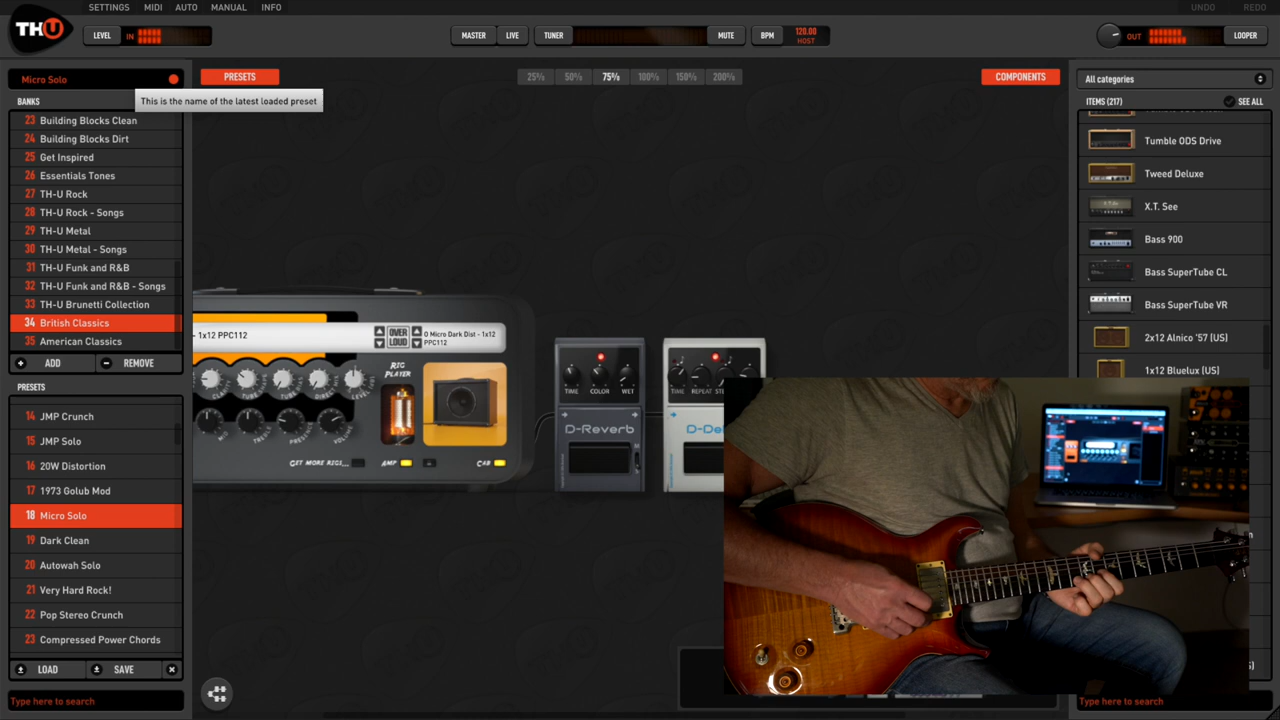 SETTINGS MIDI AUTO MANUAL INFO UNDO REDO
TH-U
LEVEL IN MASTER LIVE TUNER MUTE BPM 120.00 HOST OUT LOOPER
Micro Solo
PRESETS
25% 50% 75% 100% 150% 200%
COMPONENTS
All categories
This is the name of the latest loaded preset
BANKS
23 Building Blocks Clean
24 Building Blocks Dirt
25 Get Inspired
26 Essentials Tones
27 TH-U Rock
28 TH-U Rock - Songs
29 TH-U Metal
30 TH-U Metal - Songs
31 TH-U Funk and R&B
32 TH-U Funk and R&B - Songs
33 TH-U Brunetti Collection
34 British Classics
35 American Classics
ADD REMOVE
PRESETS
14 JMP Crunch
15 JMP Solo
16 20W Distortion
17 1973 Golub Mod
18 Micro Solo
19 Dark Clean
20 Autowah Solo
21 Very Hard Rock!
22 Pop Stereo Crunch
23 Compressed Power Chords
LOAD SAVE
Type here to search
- 1x12 PPC112
OVER LOUD
0 Micro Dark Dist - 1x12
PPC112
RIG
PLAYER
GET MORE RIGS...
AMP
CAB
TIME COLOR WET
D-Reverb
TIME REPEAT
D-De
ITEMS (217) SEE ALL
Tumble ODS Drive
Tweed Deluxe
X.T. See
Bass 900
Bass SuperTube CL
Bass SuperTube VR
2x12 Alnico '57 (US)
1x12 Bluelux (US)
Type here to search